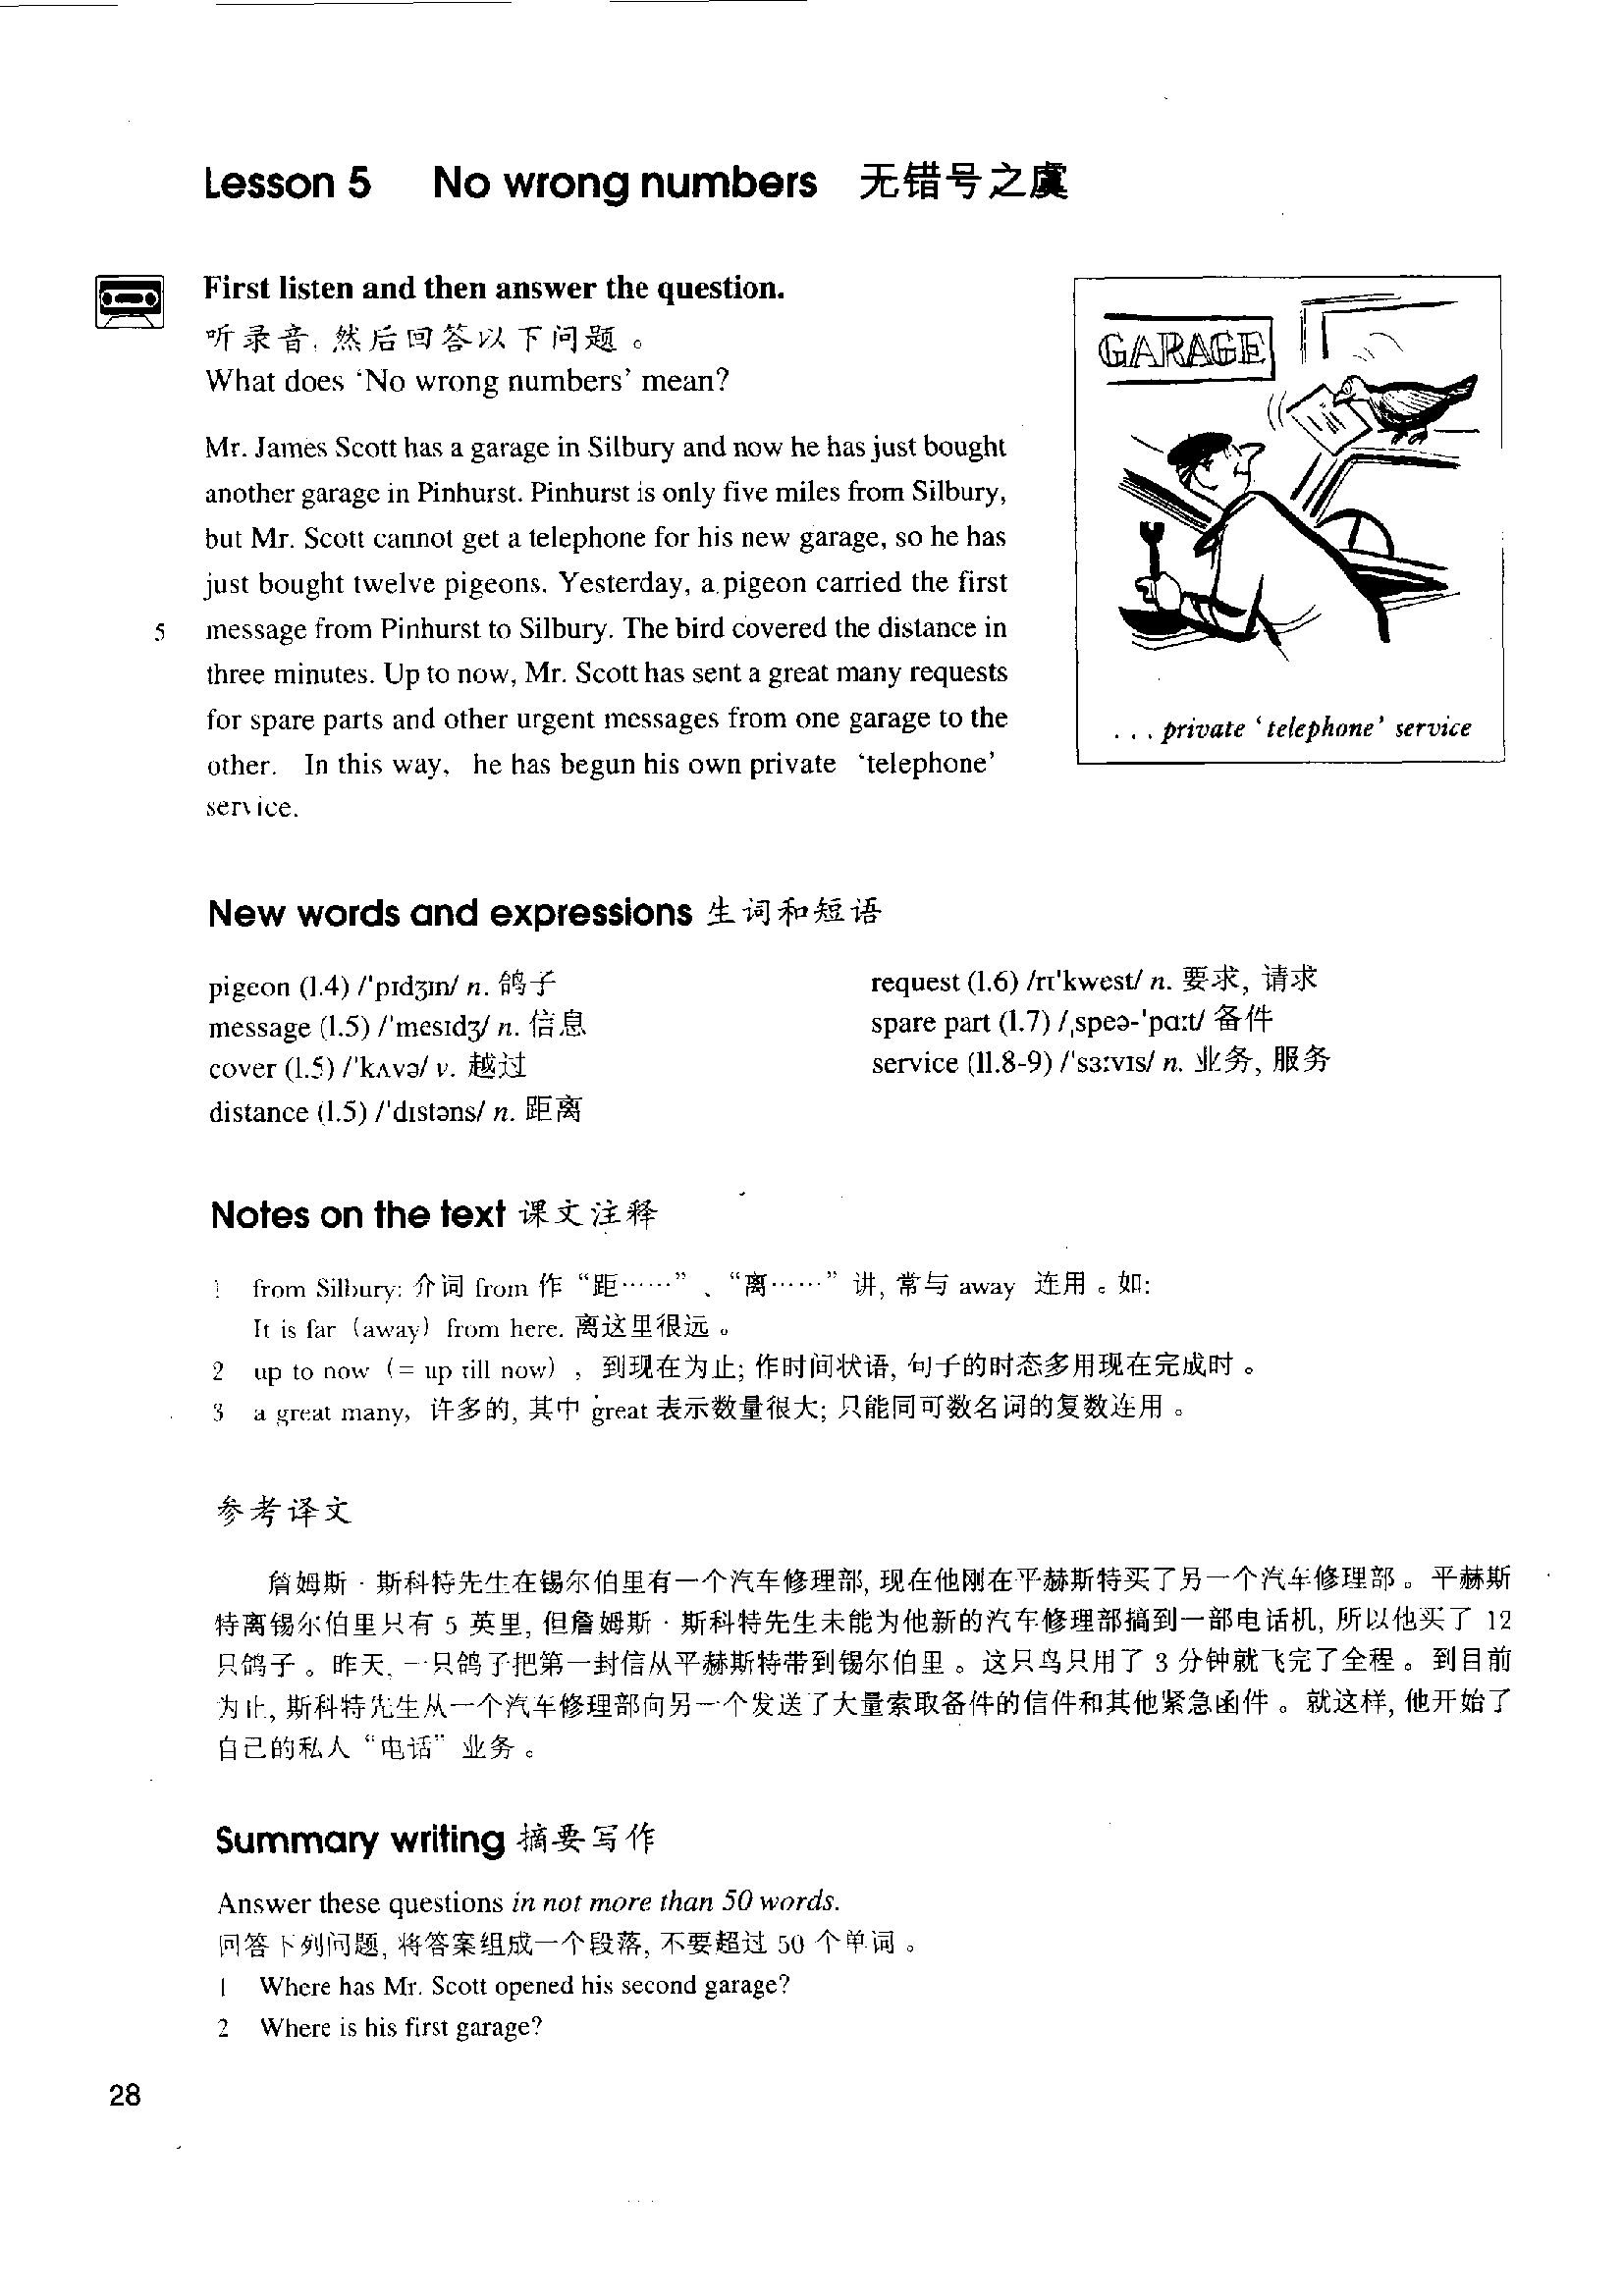 Lesson 5 No wrong numbers 无错号之虞
First listen and then answer the question.
听录音, 然后回答以下问题。
What does ‘No wrong numbers’ mean?
GARAGE
Mr. James Scott has a garage in Silbury and now he has just bought
another garage in Pinhurst. Pinhurst is only five miles from Silbury,
but Mr. Scott cannot get a telephone for his new garage, so he has
just bought twelve pigeons. Yesterday, a pigeon carried the first
5 message from Pinhurst to Silbury. The bird covered the distance in
three minutes. Up to now, Mr. Scott has sent a great many requests
for spare parts and other urgent messages from one garage to the
other. In this way, he has begun his own private ‘telephone’
service.
. . . private ‘telephone’ service
New words and expressions 生词和短语
pigeon (l.4) /'pɪdʒɪn/ n. 鸽子
message (l.5) /'mesɪdʒ/ n. 信息
cover (l.5) /'kʌvə/ v. 越过
distance (l.5) /'dɪstəns/ n. 距离
request (l.6) /rɪ'kwest/ n. 要求, 请求
spare part (l.7) /ˌspeə-'pɑːt/ 备件
service (ll.8-9) /'sɜːvɪs/ n. 业务, 服务
Notes on the text 课文注释
1 from Silbury: 介词 from 作 “距……” 、 “离……” 讲, 常与 away 连用。如:
It is far (away) from here. 离这里很远。
2 up to now (= up till now) , 到现在为止; 作时间状语, 句子的时态多用现在完成时。
3 a great many, 许多的, 其中 great 表示数量很大; 只能同可数名词的复数连用。
参考译文
詹姆斯·斯科特先生在锡尔伯里有一个汽车修理部, 现在他刚在平赫斯特买了另一个汽车修理部。平赫斯
特离锡尔伯里只有 5 英里, 但詹姆斯·斯科特先生未能为他新的汽车修理部搞到一部电话机, 所以他买了 12
只鸽子。昨天, 一只鸽子把第一封信从平赫斯特带到锡尔伯里。这只鸟只用了 3 分钟就飞完了全程。到目前
为止, 斯科特先生从一个汽车修理部向另一个发送了大量索取备件的信件和其他紧急函件。就这样, 他开始了
自己的私人 “电话” 业务。
Summary writing 摘要写作
Answer these questions in not more than 50 words.
回答下列问题, 将答案组成一个段落, 不要超过 50 个单词。
1 Where has Mr. Scott opened his second garage?
2 Where is his first garage?
28